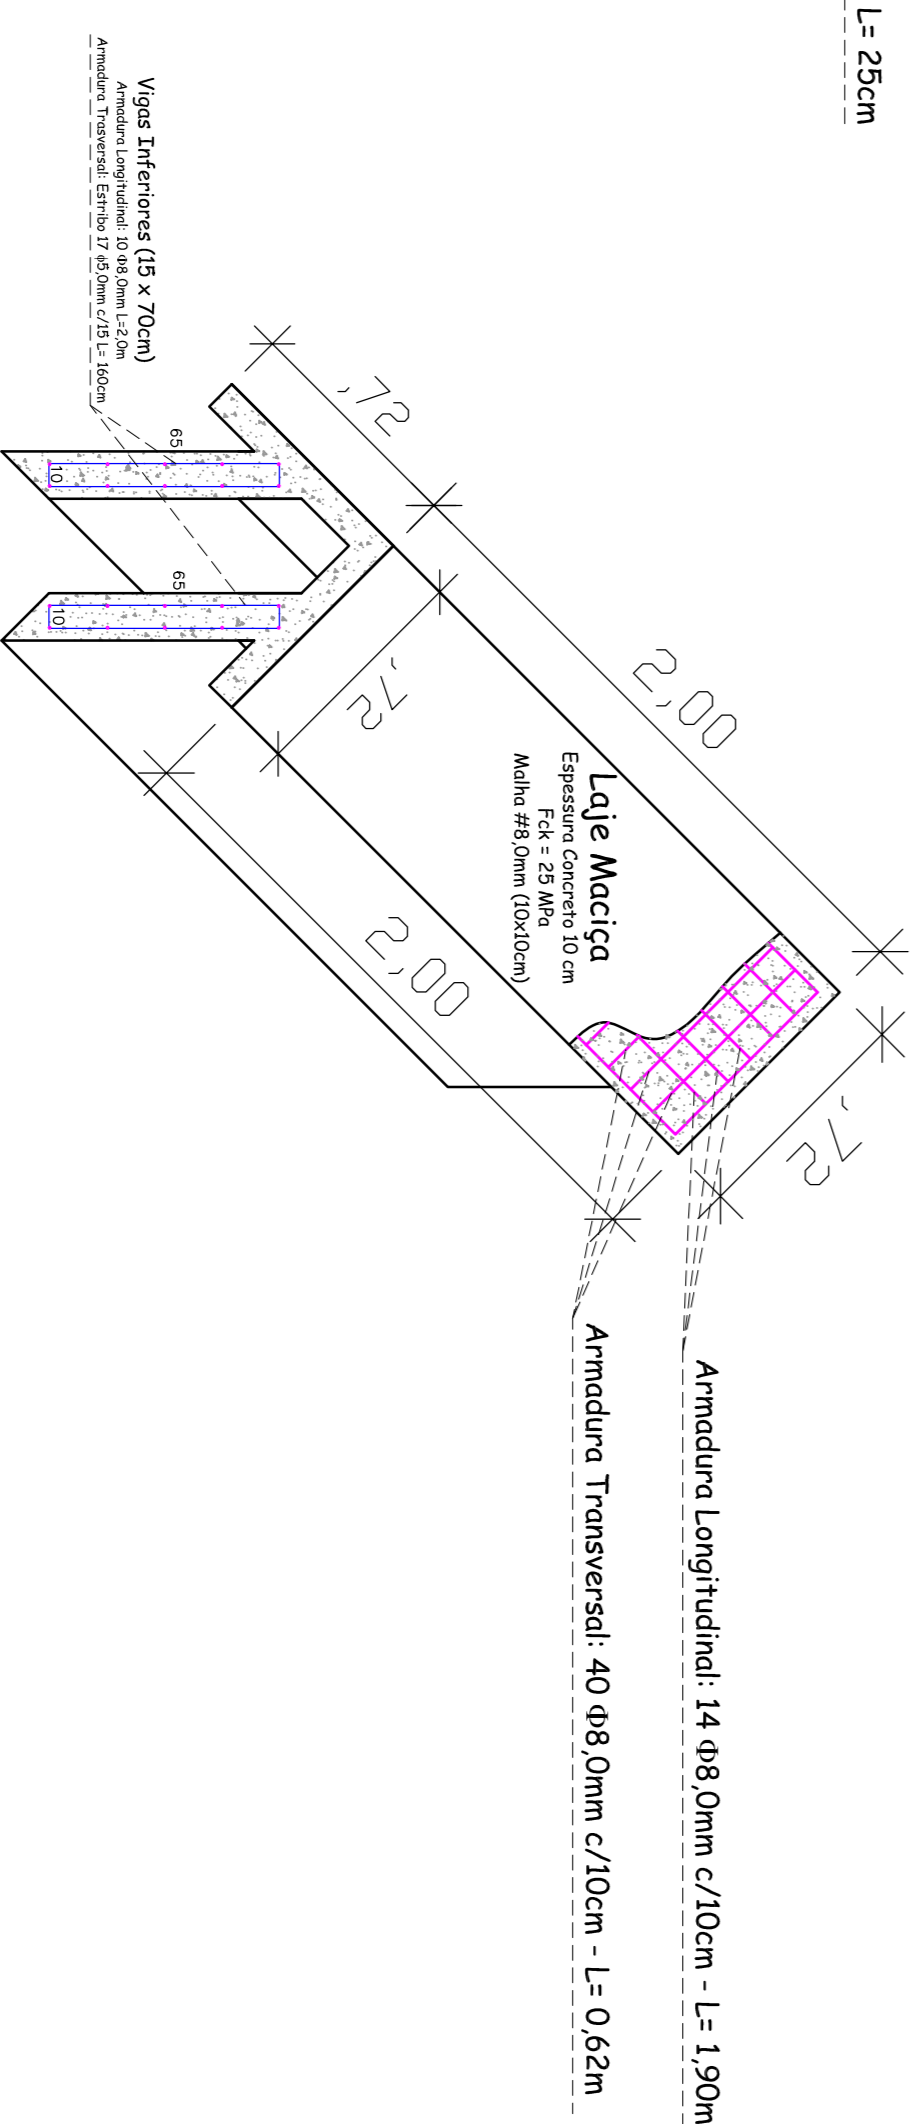 L= 25cm
Armadura Longitudinal: 14 Φ8,0mm c/10cm - L= 1,90m
Armadura Transversal: 40 Φ8,0mm c/10cm - L= 0,62m
,72
2,00
,72
Laje Maciça
Espessura Concreto 10 cm
Fck = 25 MPa
Malha #8,0mm (10x10cm)
,72
2,00
Vigas Inferiores (15 x 70cm)
Armadura Longitudinal: 10 Φ8,0mm L=2,0m
Armadura Trasversal: Estribo 17 φ5,0mm c/15 L= 160cm
65
10
65
10